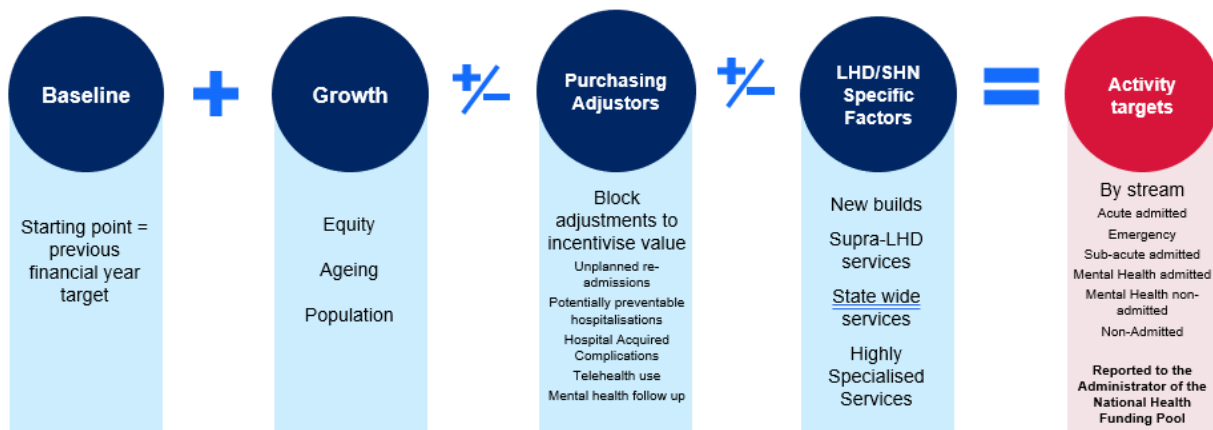 Baseline
+
Growth
+/−
Purchasing
Adjustors
+/−
LHD/SHN
Specific
Factors
=
Activity
targets
Starting point =
previous
financial year
target
Equity
Ageing
Population
Block
adjustments to
incentivise value
Unplanned re-
admissions
Potentially preventable
hospitalisations
Hospital Acquired
Complications
Telehealth use
Mental health follow up
New builds
Supra-LHD
services
State wide
services
Highly
Specialised
Services
By stream
Acute admitted
Emergency
Sub-acute admitted
Mental Health admitted
Mental Health non-
admitted
Non-Admitted
Reported to the
Administrator of the
National Health
Funding Pool